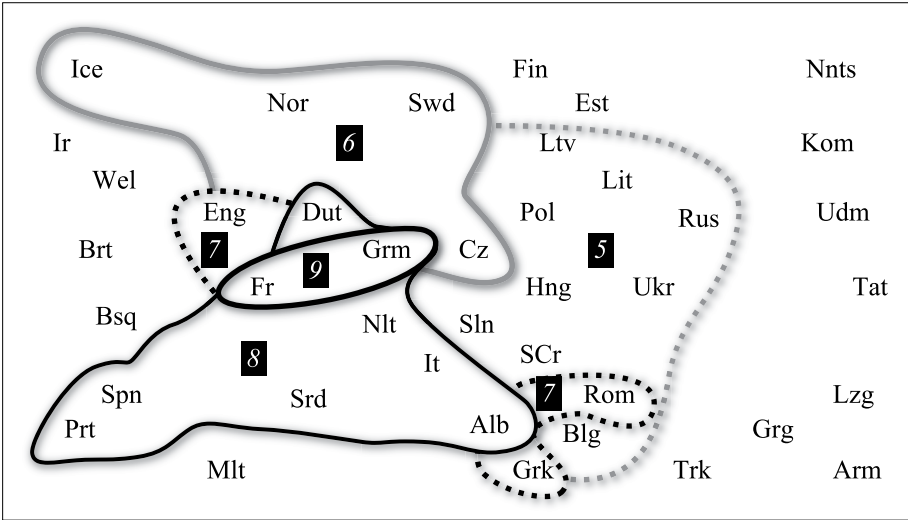 Ice Fin Nnts
Nor Swd Est
Ir 6 Ltv Kom
Wel Lit
Eng Dut Pol Rus Udm
Brt 7 Grm Cz 5
Fr 9 Hng Ukr Tat
Bsq Nlt Sln
8 It SCr
Spn Srd 7 Rom Lzg
Prt Alb Blg Grg
Mlt Grk Trk Arm